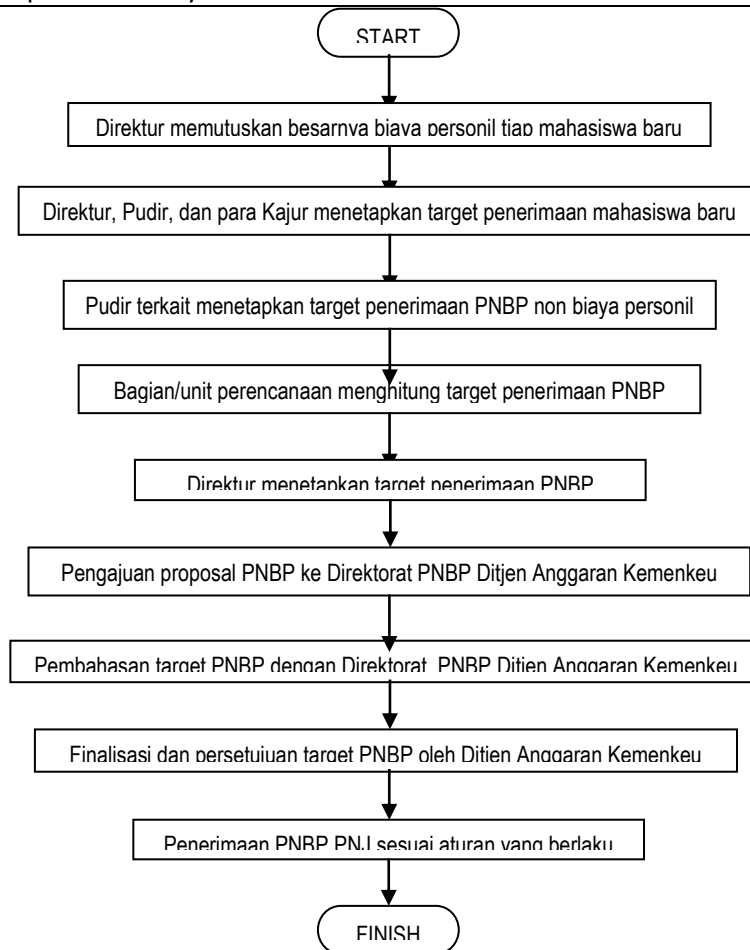 START
Direktur memutuskan besarnya biaya personil tiap mahasiswa baru
Direktur, Pudir, dan para Kajur menetapkan target penerimaan mahasiswa baru
Pudir terkait menetapkan target penerimaan PNBP non biaya personil
Bagian/unit perencanaan menghitung target penerimaan PNBP
Direktur menetapkan target penerimaan PNBP
Pengajuan proposal PNBP ke Direktorat PNBP Ditjen Anggaran Kemenkeu
Pembahasan target PNBP dengan Direktorat PNBP Ditjen Anggaran Kemenkeu
Finalisasi dan persetujuan target PNBP oleh Ditjen Anggaran Kemenkeu
Penerimaan PNBP PNJ sesuai aturan yang berlaku
FINISH